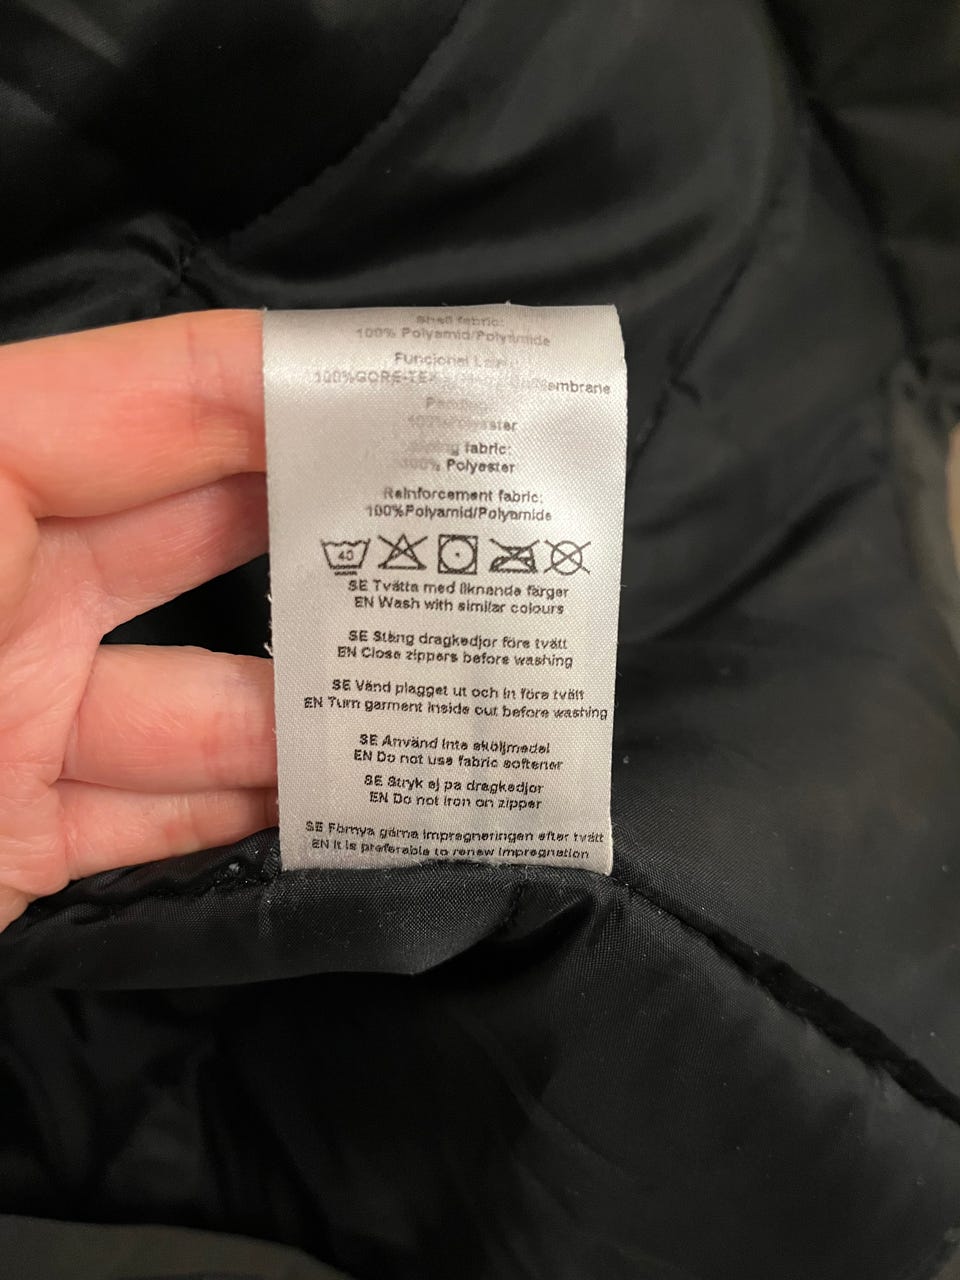 Shell fabric:
100% Polyamid/Polyamide
Funcional
100%GORE-TEX
Padding:
100% Polyester
fabric:
100% Polyester
Reinforcement fabric:
100%Polyamid/Polyamide
40
SE Tvätta med liknande färger
EN Wash with similar colours
SE Stäng dragkedjor före tvätt
EN Close zippers before washing
SE Vänd plagget ut och in före tvätt
EN Turn garment inside out before washing
SE Använd inte sköljmedel
EN Do not use fabric softener
SE Stryk ej pa dragkedjor
EN Do not iron on zipper
SE Förnya gärna impregneringen efter tvätt
EN It is preferable to renew impregnation